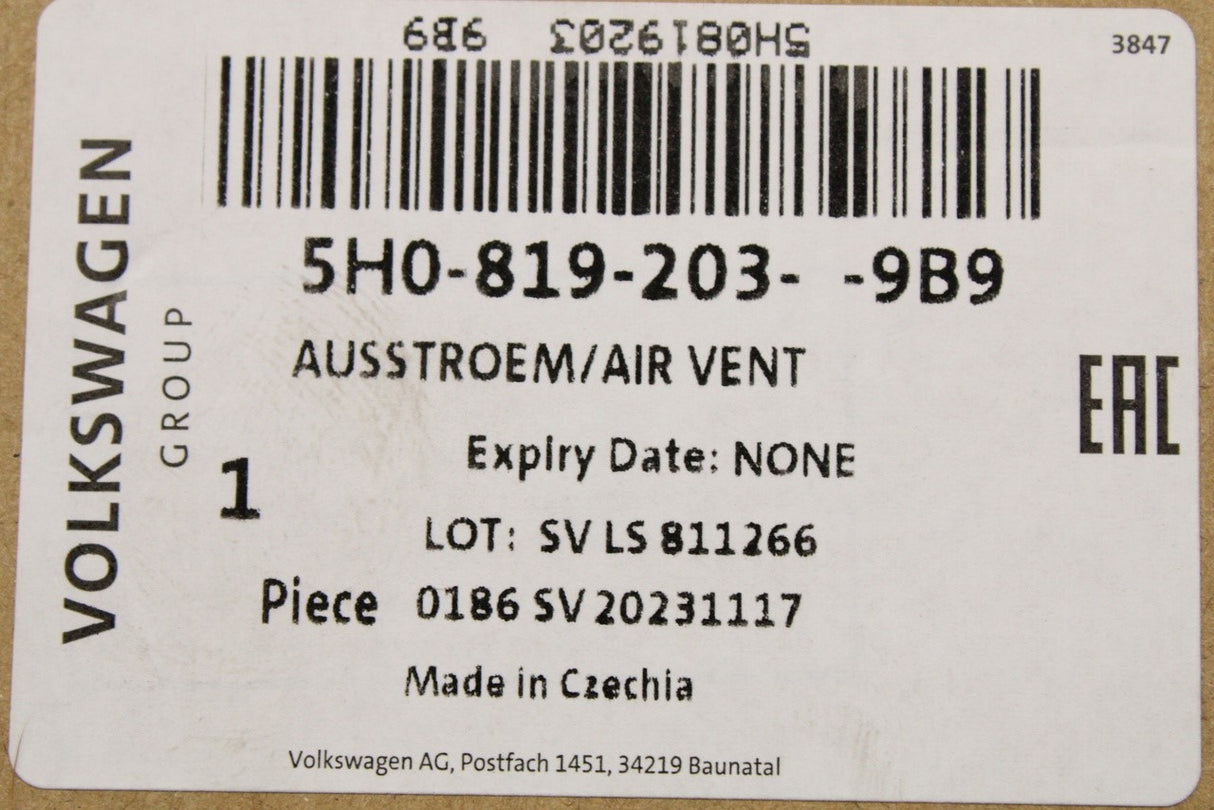 5H0819203 9B9
3847
5H0-819-203- -9B9
AUSSTROEM/AIR VENT
EAC
Expiry Date: NONE
1
LOT: SV LS 811266
Piece 0186 SV 20231117
Made in Czechia
Volkswagen AG, Postfach 1451, 34219 Baunatal
VOLKSWAGEN
GROUP